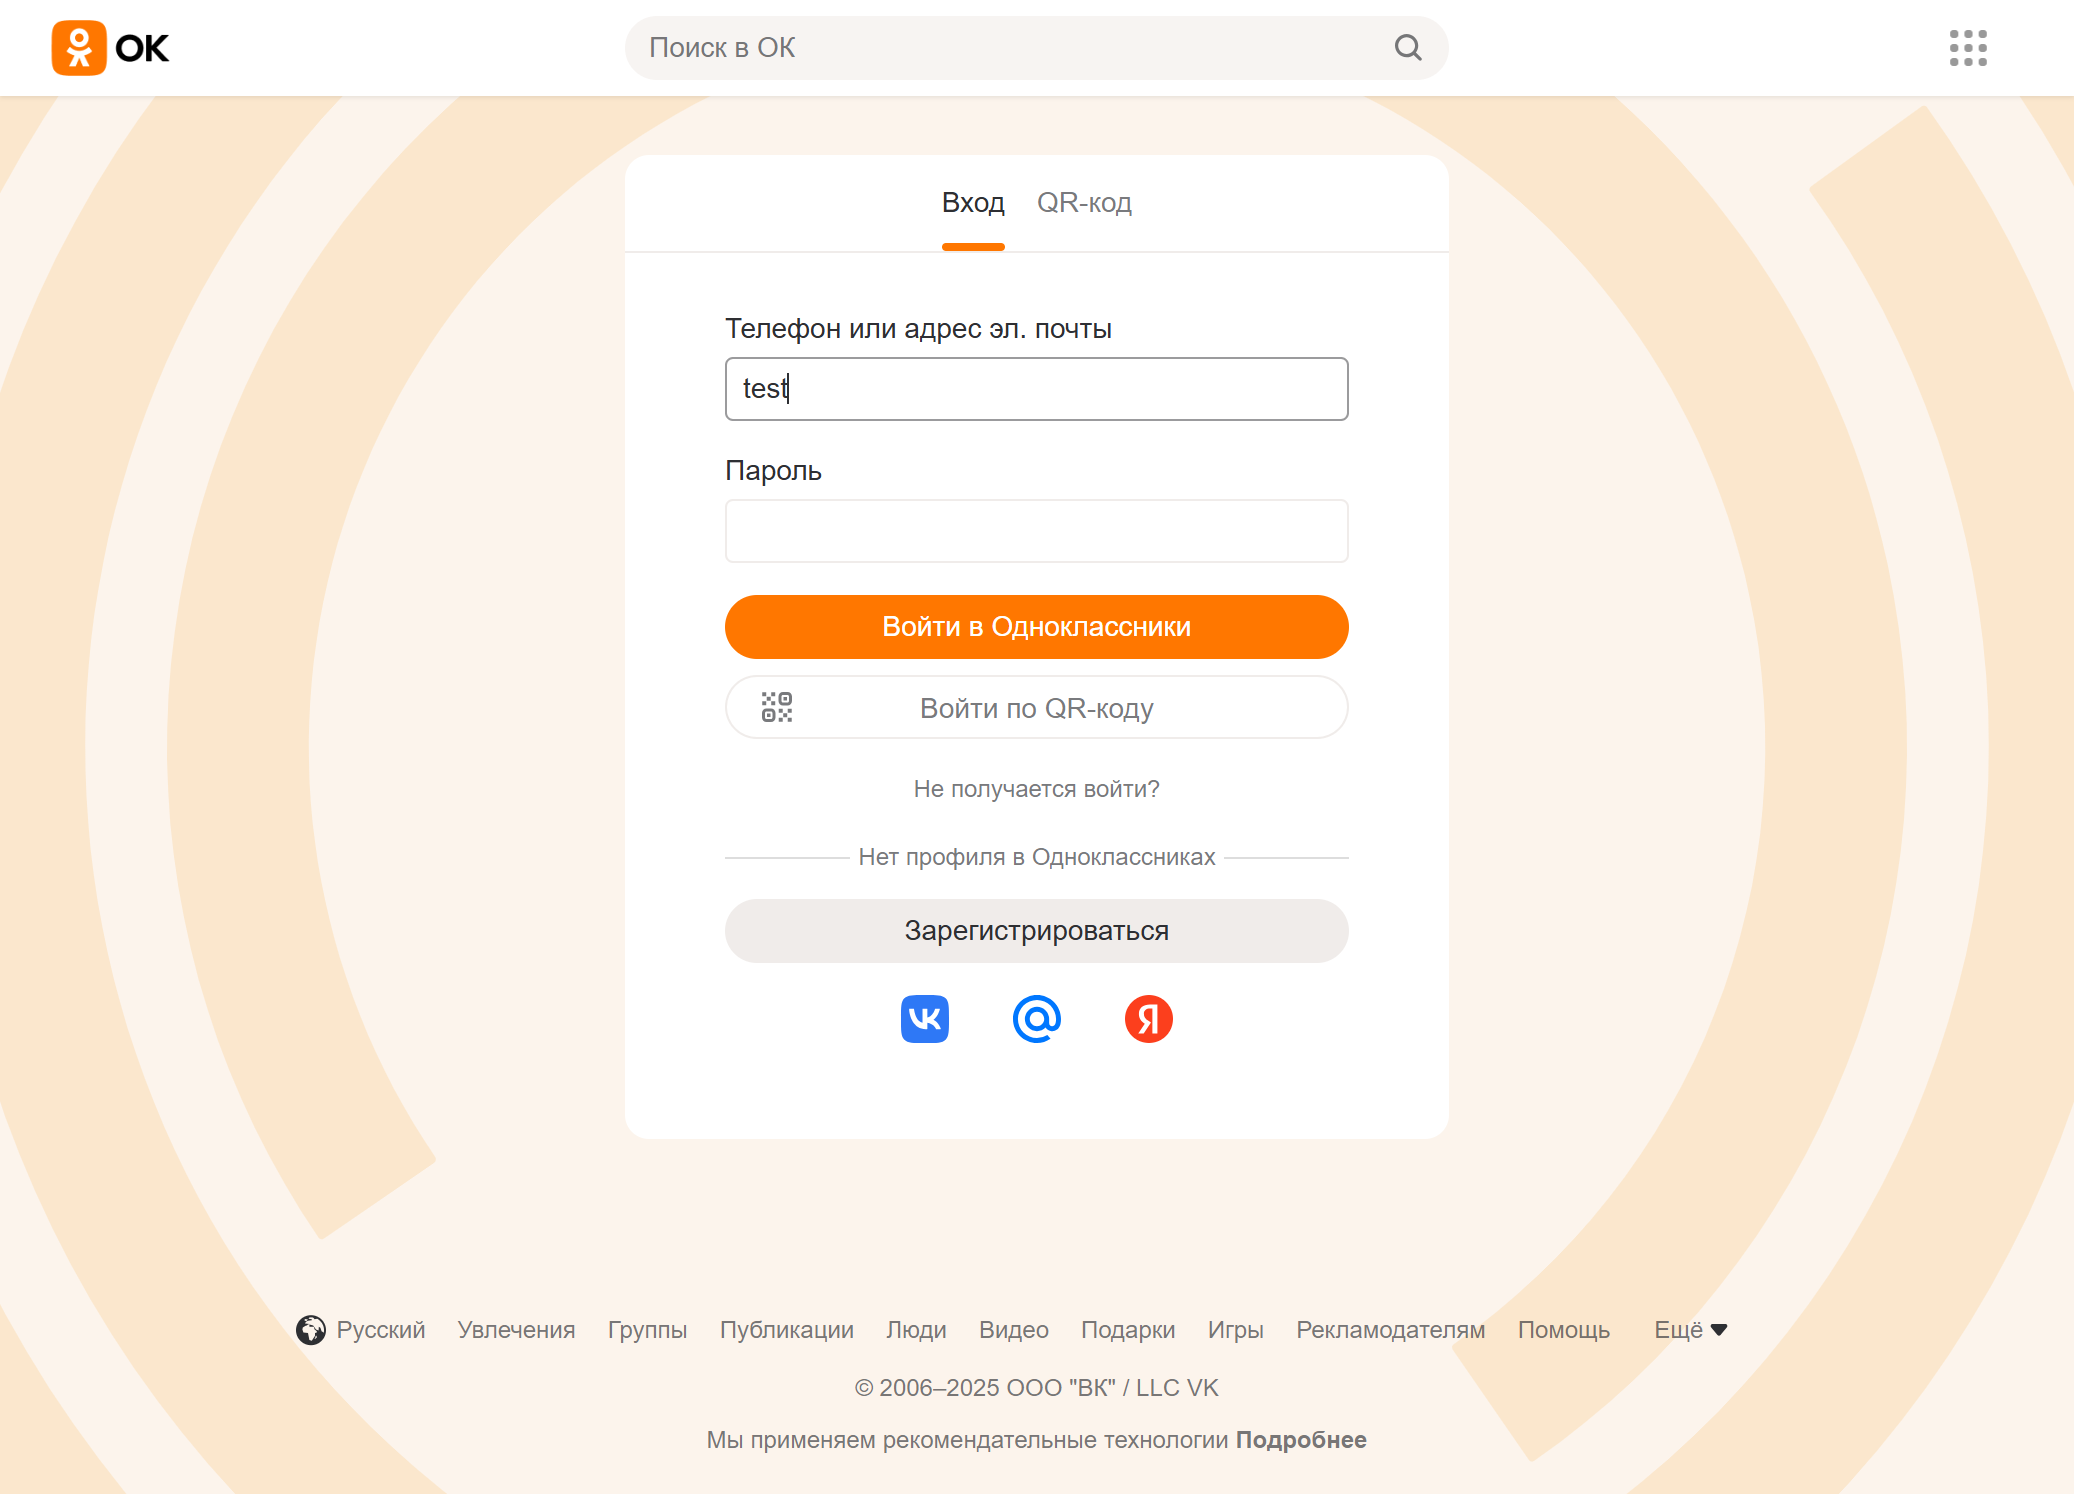 ОК
Поиск в ОК
Вход QR-код
Телефон или адрес эл. почты
test
Пароль
Войти в Одноклассники
Войти по QR-коду
Не получается войти?
Нет профиля в Одноклассниках
Зарегистрироваться
Русский Увлечения Группы Публикации Люди Видео Подарки Игры Рекламодателям Помощь Ещё
© 2006–2025 ООО "ВК" / LLC VK
Мы применяем рекомендательные технологии Подробнее